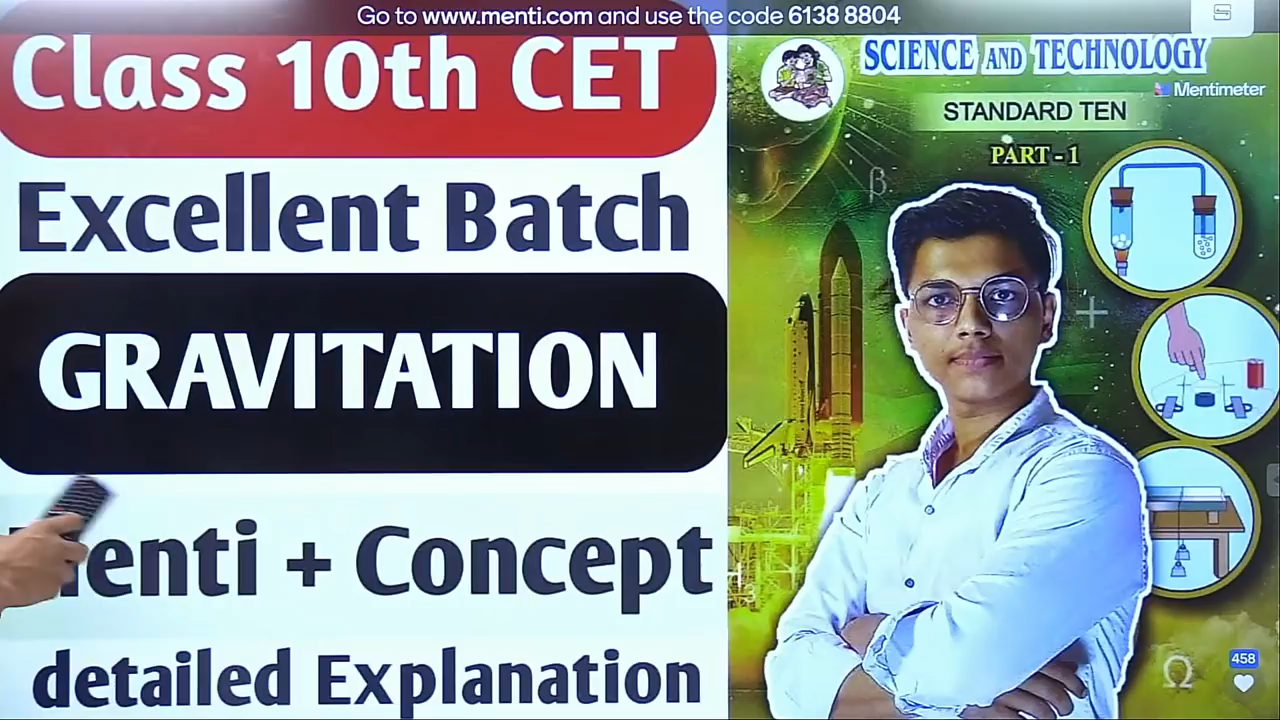 Go to www.menti.com and use the code 6138 8804
Class 10th CET
Excellent Batch
GRAVITATION
enti + Concept
detailed Explanation
SCIENCE AND TECHNOLOGY
Mentimeter
STANDARD TEN
PART - 1
β
+
Ω
458